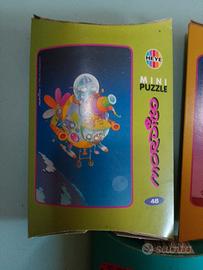 HEYE
MINI
PUZZLE
MORDILLO
48
subito